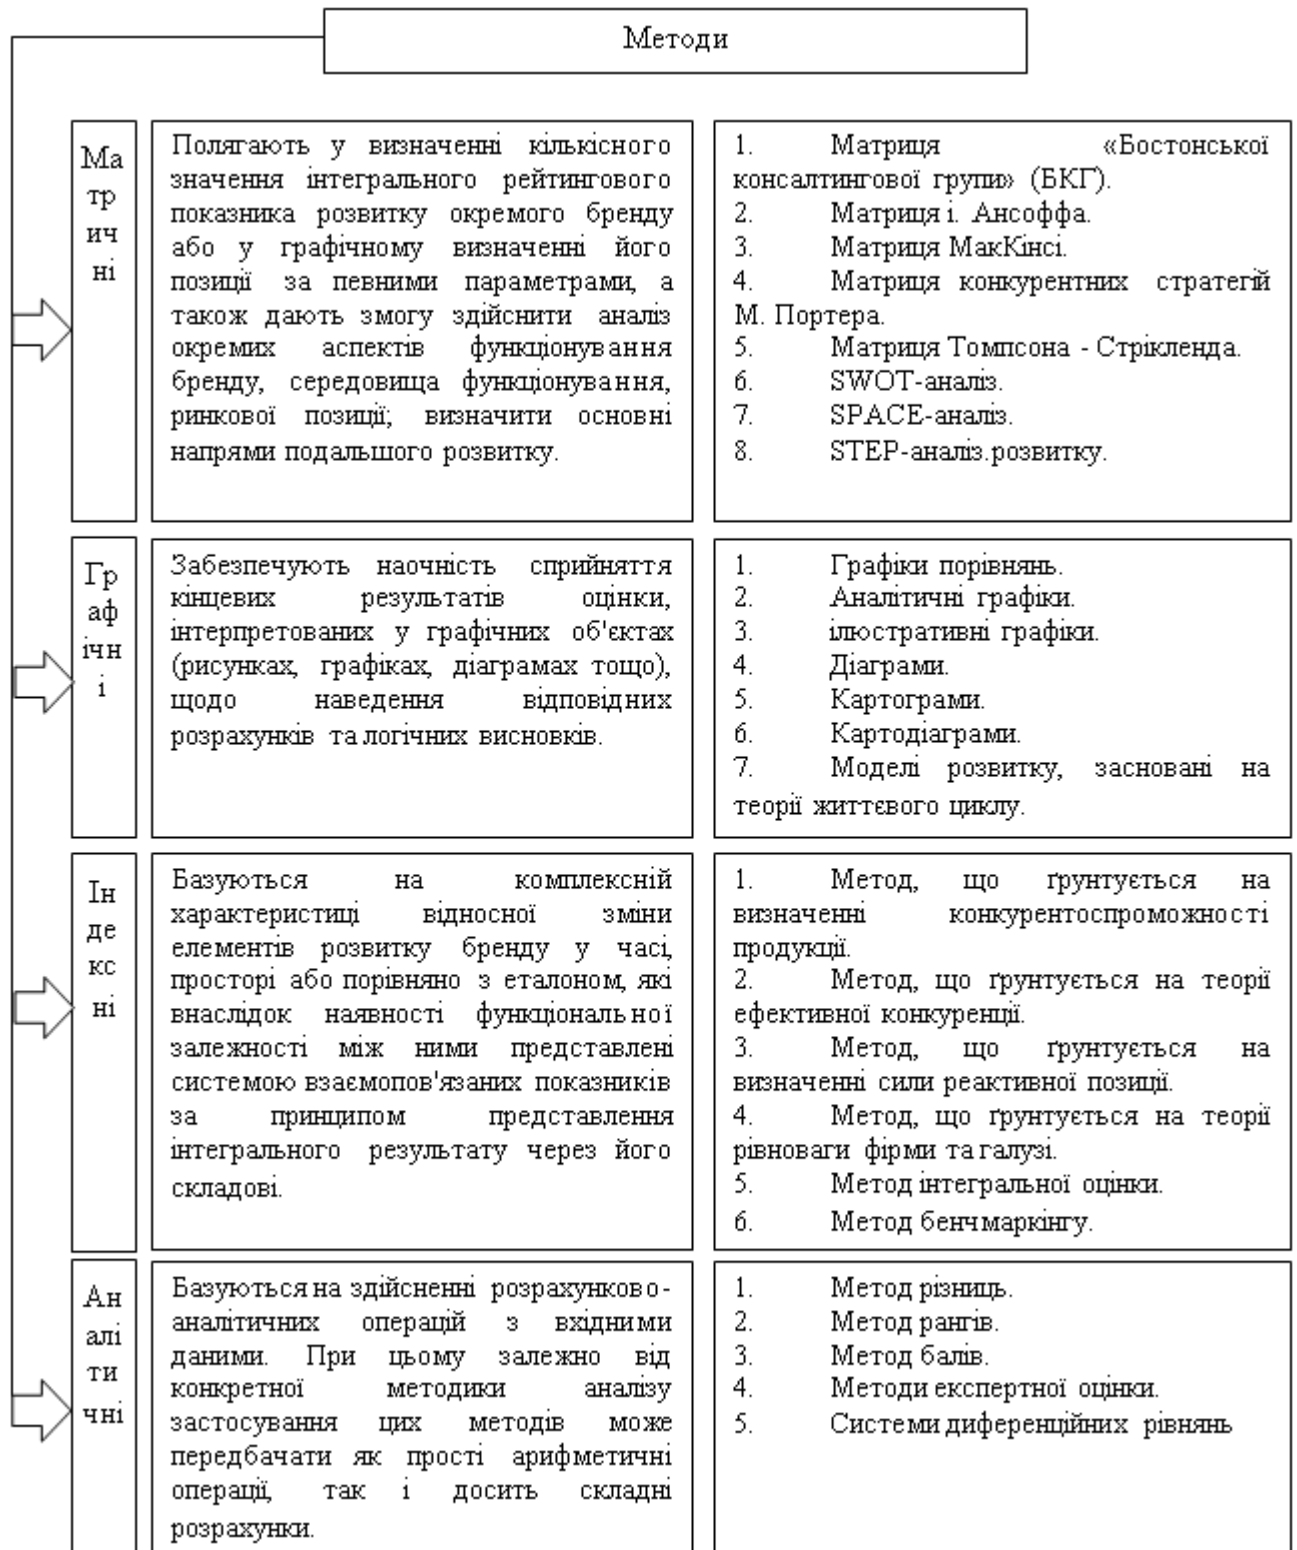 Методи
Ма
тр
ич
ні
Полягають у визначенні кількісного
значення інтегрального рейтингового
показника розвитку окремого бренду
або у графічному визначенні його
позиції за певними параметрами, а
також дають змогу здійснити аналіз
окремих аспектів функціонування
бренду, середовища функціонування,
ринкової позиції; визначити основні
напрями подальшого розвитку.
1. Матриця «Бостонської
консалтингової групи» (БКГ).
2. Матриця і. Ансоффа.
3. Матриця МакКінсі.
4. Матриця конкурентних стратегій
М. Портера.
5. Матриця Томпсона - Стрікленда.
6. SWOT-аналіз.
7. SPACE-аналіз.
8. STEP-аналіз.розвитку.
Гр
аф
ічн
і
Забезпечують наочність сприйняття
кінцевих результатів оцінки,
інтерпретованих у графічних об'єктах
(рисунках, графіках, діаграмах тощо),
щодо наведення відповідних
розрахунків та логічних висновків.
1. Графіки порівнянь.
2. Аналітичні графіки.
3. ілюстративні графіки.
4. Діаграми.
5. Картограми.
6. Картодіаграми.
7. Моделі розвитку, засновані на
теорії життєвого циклу.
Ін
де
кс
ні
Базуються на комплексній
характеристиці відносної зміни
елементів розвитку бренду у часі,
просторі або порівняно з еталоном, які
внаслідок наявності функціональної
залежності між ними представлені
системою взаємопов'язаних показників
за принципом представлення
інтегрального результату через його
складові.
1. Метод, що ґрунтується на
визначенні конкурентоспроможності
продукції.
2. Метод, що ґрунтується на теорії
ефективної конкуренції.
3. Метод, що ґрунтується на
визначенні сили реактивної позиції.
4. Метод, що ґрунтується на теорії
рівноваги фірми та галузі.
5. Метод інтегральної оцінки.
6. Метод бенчмаркінгу.
Ан
алі
ти
чні
Базуються на здійсненні розрахунково-
аналітичних операцій з вхідними
даними. При цьому залежно від
конкретної методики аналізу
застосування цих методів може
передбачати як прості арифметичні
операції, так і досить складні
розрахунки.
1. Метод різниць.
2. Метод рангів.
3. Метод балів.
4. Методи експертної оцінки.
5. Системи диференційних рівнянь